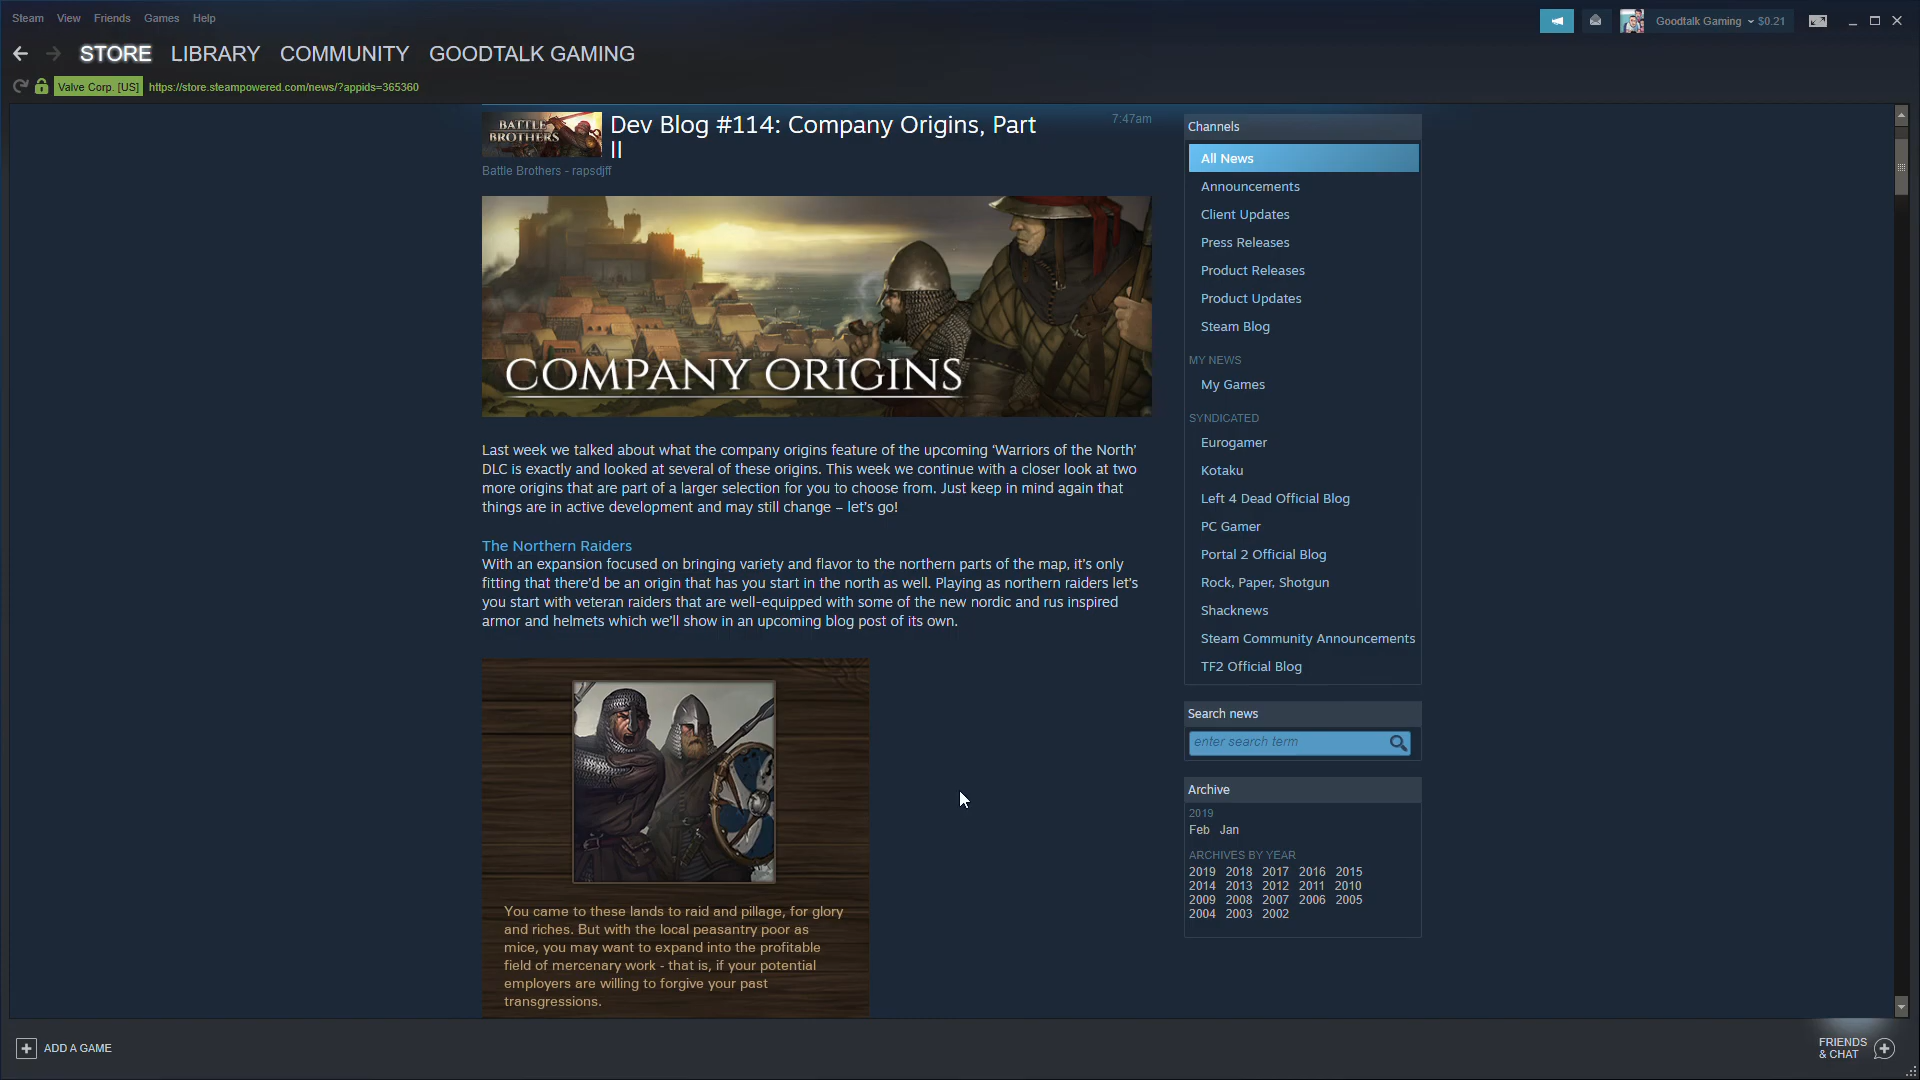 Steam View Friends Games Help
Goodtalk Gaming $0.21
STORE LIBRARY COMMUNITY GOODTALK GAMING
Valve Corp. [US] https://store.steampowered.com/news/?appids=365360
BATTLE
BROTHERS
Dev Blog #114: Company Origins, Part
II
7:47am
Battle Brothers - rapsdjff
COMPANY ORIGINS
Last week we talked about what the company origins feature of the upcoming ‘Warriors of the North’
DLC is exactly and looked at several of these origins. This week we continue with a closer look at two
more origins that are part of a larger selection for you to choose from. Just keep in mind again that
things are in active development and may still change – let’s go!
The Northern Raiders
With an expansion focused on bringing variety and flavor to the northern parts of the map, it’s only
fitting that there’d be an origin that has you start in the north as well. Playing as northern raiders let’s
you start with veteran raiders that are well-equipped with some of the new nordic and rus inspired
armor and helmets which we’ll show in an upcoming blog post of its own.
You came to these lands to raid and pillage, for glory
and riches. But with the local peasantry poor as
mice, you may want to expand into the profitable
field of mercenary work - that is, if your potential
employers are willing to forgive your past
transgressions.
Channels
All News
Announcements
Client Updates
Press Releases
Product Releases
Product Updates
Steam Blog
MY NEWS
My Games
SYNDICATED
Eurogamer
Kotaku
Left 4 Dead Official Blog
PC Gamer
Portal 2 Official Blog
Rock, Paper, Shotgun
Shacknews
Steam Community Announcements
TF2 Official Blog
Search news
enter search term
Archive
2019
Feb Jan
ARCHIVES BY YEAR
2019 2018 2017 2016 2015
2014 2013 2012 2011 2010
2009 2008 2007 2006 2005
2004 2003 2002
ADD A GAME
FRIENDS
& CHAT